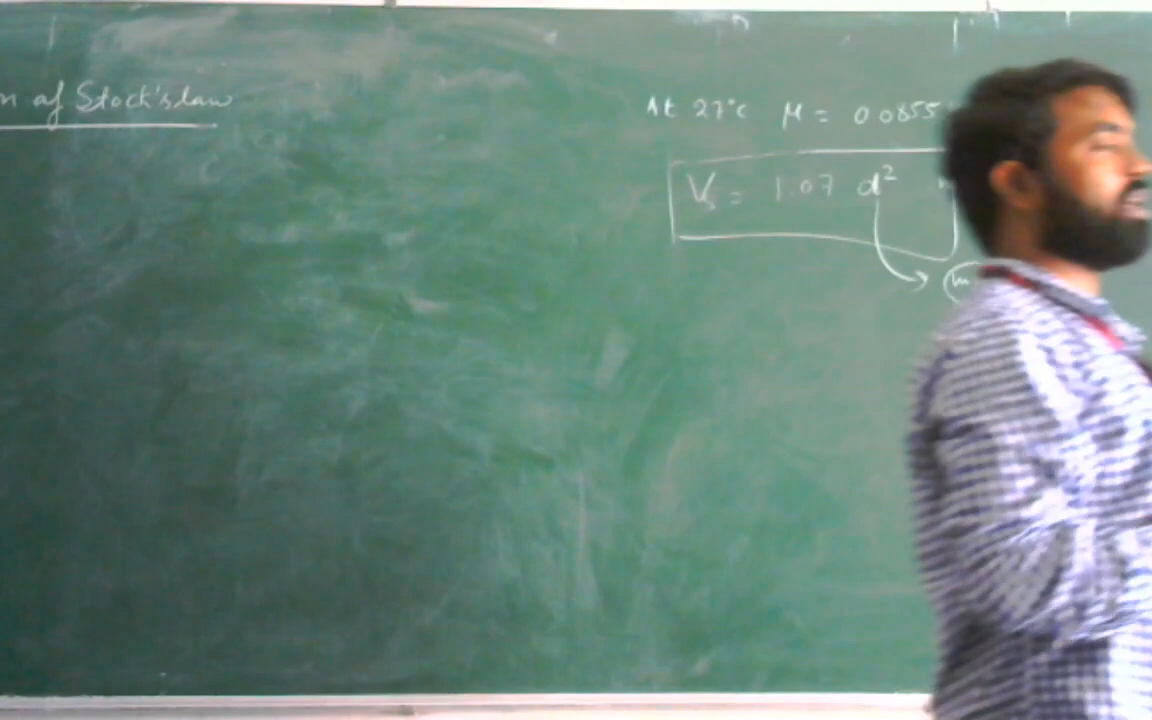 n of Stock's law
At 27°c μ = 0.0855
Vs = 1.07 d²
m